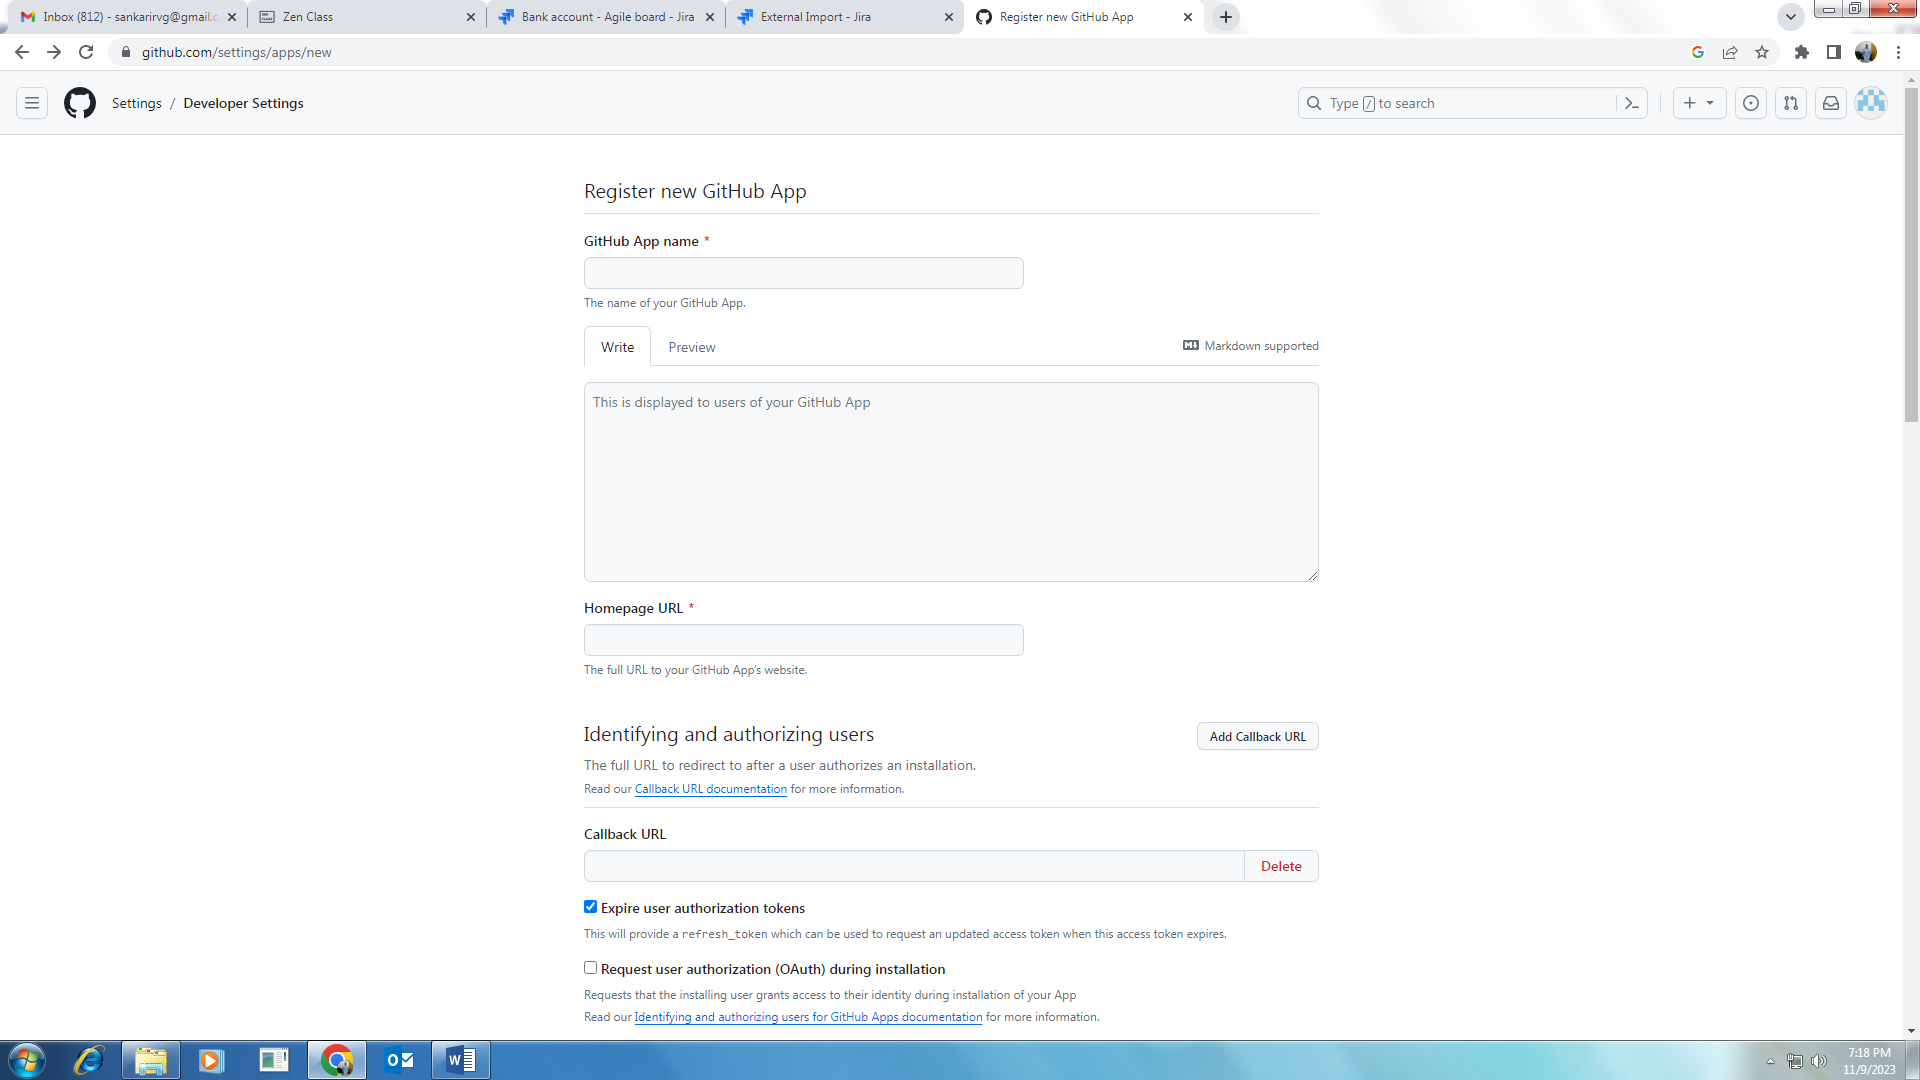 Inbox (812) - sankarirvg@gmail.c
Zen Class
Bank account - Agile board - Jira
External Import - Jira
Register new GitHub App
github.com/settings/apps/new
Settings / Developer Settings
Type / to search
Register new GitHub App
GitHub App name *
The name of your GitHub App.
Write
Preview
Markdown supported
This is displayed to users of your GitHub App
Homepage URL *
The full URL to your GitHub App's website.
Identifying and authorizing users
Add Callback URL
The full URL to redirect to after a user authorizes an installation.
Read our Callback URL documentation for more information.
Callback URL
Delete
Expire user authorization tokens
This will provide a refresh_token which can be used to request an updated access token when this access token expires.
Request user authorization (OAuth) during installation
Requests that the installing user grants access to their identity during installation of your App
Read our Identifying and authorizing users for GitHub Apps documentation for more information.
7:18 PM
11/9/2023